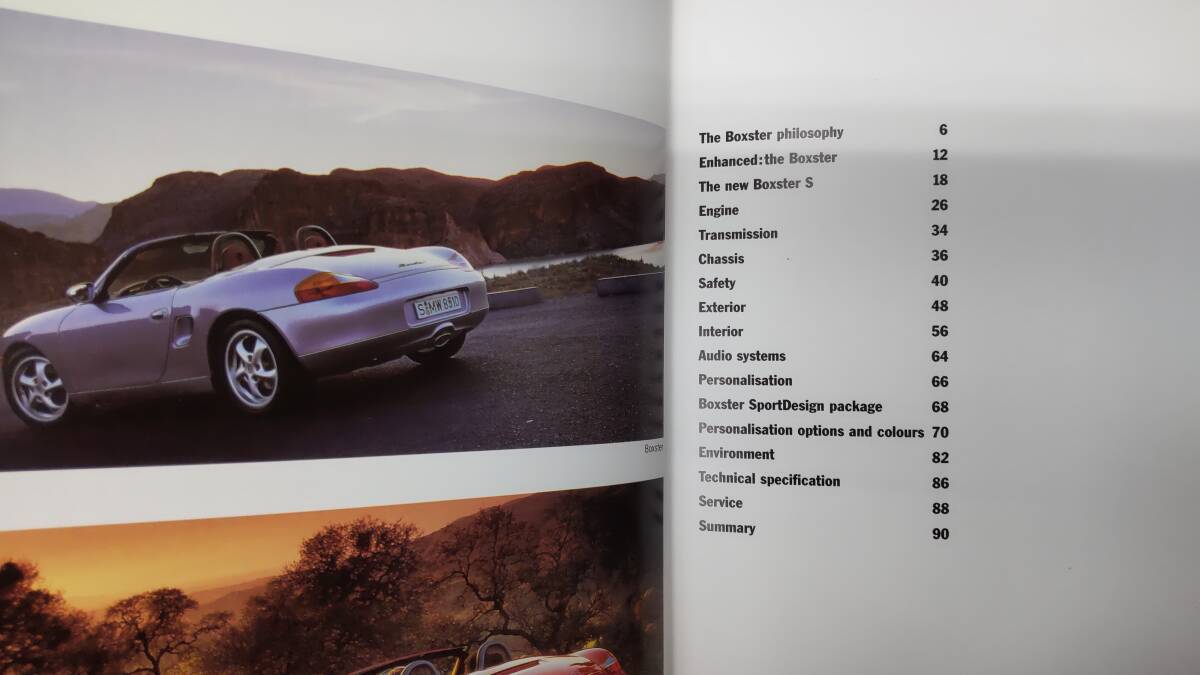 Boxster
S MW 8510
Boxster
The Boxster philosophy 6
Enhanced: the Boxster 12
The new Boxster S 18
Engine 26
Transmission 34
Chassis 36
Safety 40
Exterior 48
Interior 56
Audio systems 64
Personalisation 66
Boxster SportDesign package 68
Personalisation options and colours 70
Environment 82
Technical specification 86
Service 88
Summary 90